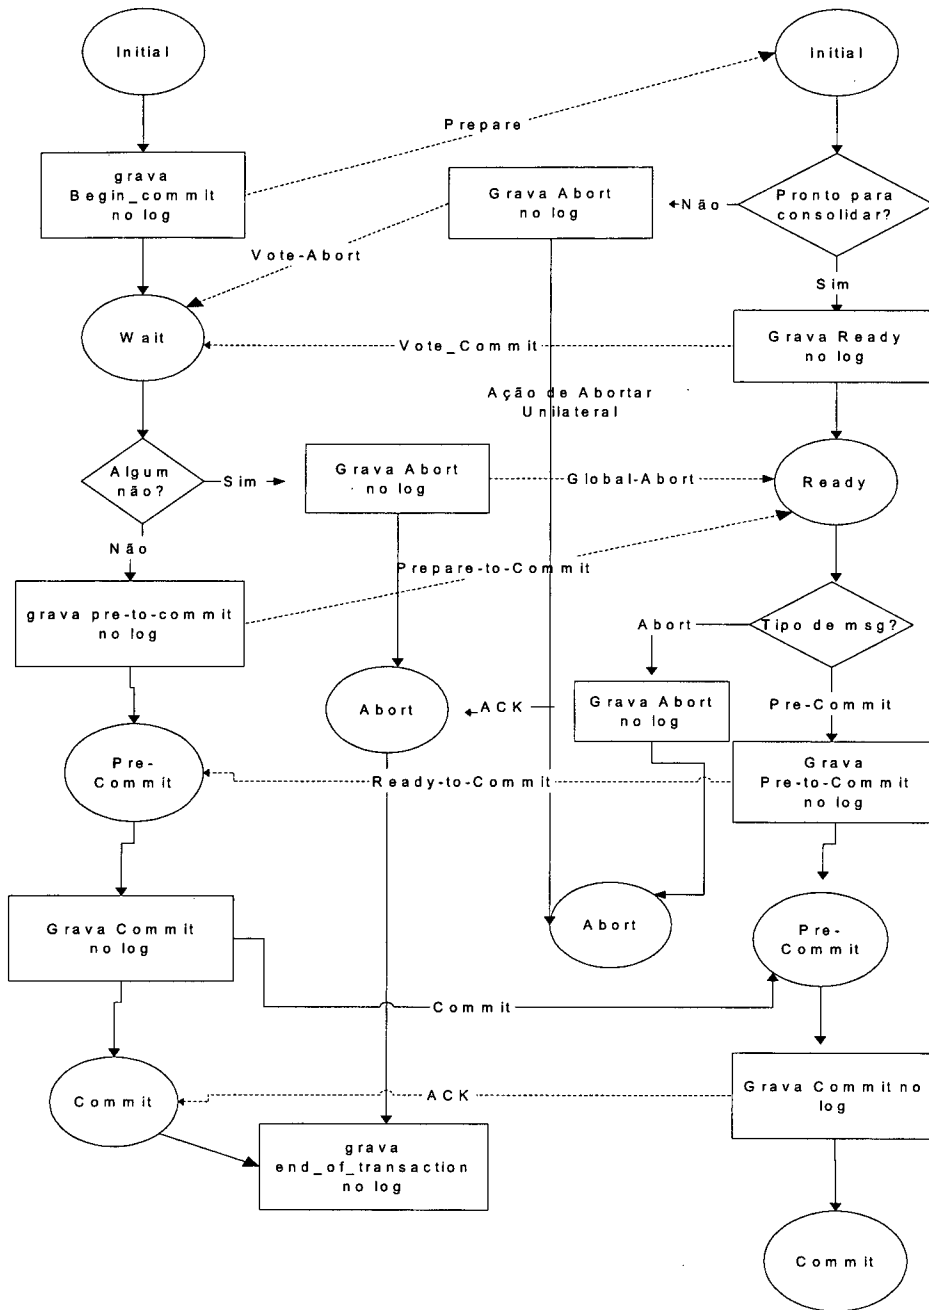 Initial
Initial
Prepare
grava
Begin_commit
no log
Grava Abort
no log
Não
Pronto para
consolidar?
Vote-Abort
Sim
Wait
Vote_Commit
Grava Ready
no log
Ação de Abortar
Unilateral
Algum
não?
Sim
Grava Abort
no log
Global-Abort
Ready
Não
Prepare-to-Commit
grava pre-to-commit
no log
Abort
Tipo de msg?
Abort
ACK
Grava Abort
no log
Pre-Commit
Pre-
Commit
Ready-to-Commit
Grava
Pre-to-Commit
no log
Grava Commit
no log
Abort
Pre-
Commit
Commit
Commit
ACK
Grava Commit no
log
grava
end_of_transaction
no log
Commit